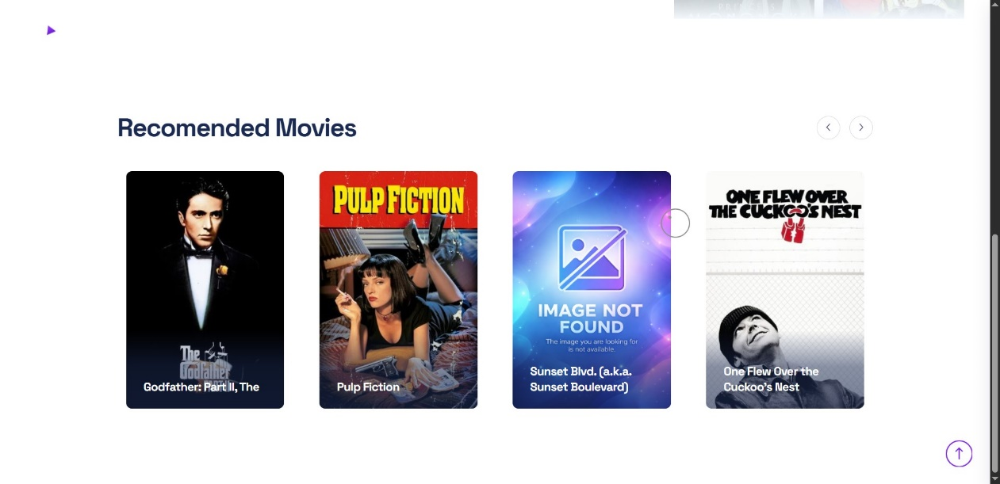 Recomended Movies
The
Godfather
Godfather: Part II, The
PULP FICTION
Pulp Fiction
IMAGE NOT
FOUND
The image you are looking for
is not available.
Sunset Blvd. (a.k.a.
Sunset Boulevard)
ONE FLEW OVER
THE CUCKOO'S NEST
One Flew Over the
Cuckoo's Nest